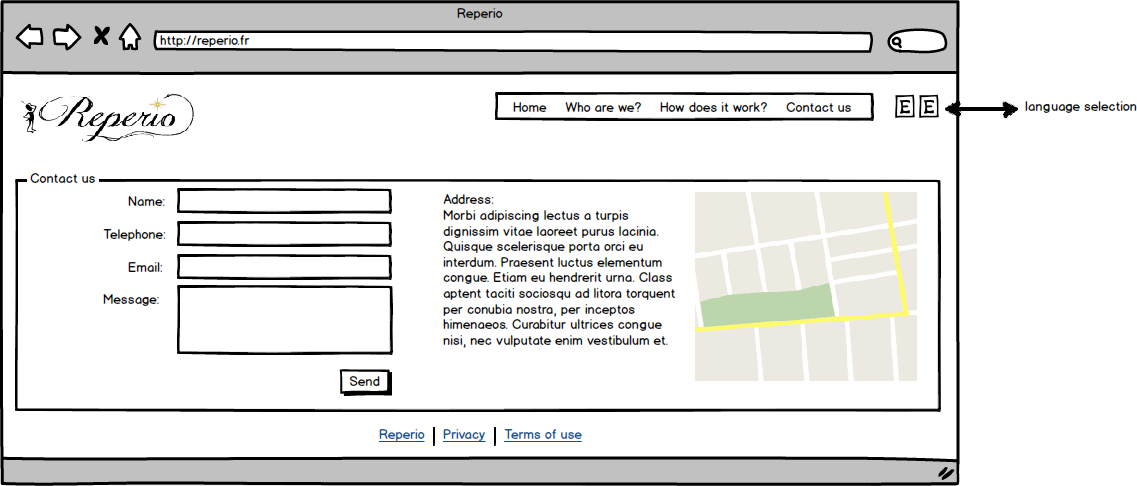 Reperio
http://reperio.fr
Reperio
Home Who are we? How does it work? Contact us
E E
language selection
Contact us
Name:
Telephone:
Email:
Message:
Send
Address:
Morbi adipiscing lectus a turpis
dignissim vitae laoreet purus lacinia.
Quisque scelerisque porta orci eu
interdum. Praesent luctus elementum
congue. Etiam eu hendrerit urna. Class
aptent taciti sociosqu ad litora torquent
per conubia nostra, per inceptos
himenaeos. Curabitur ultrices congue
nisi, nec vulputate enim vestibulum et.
Reperio Privacy Terms of use